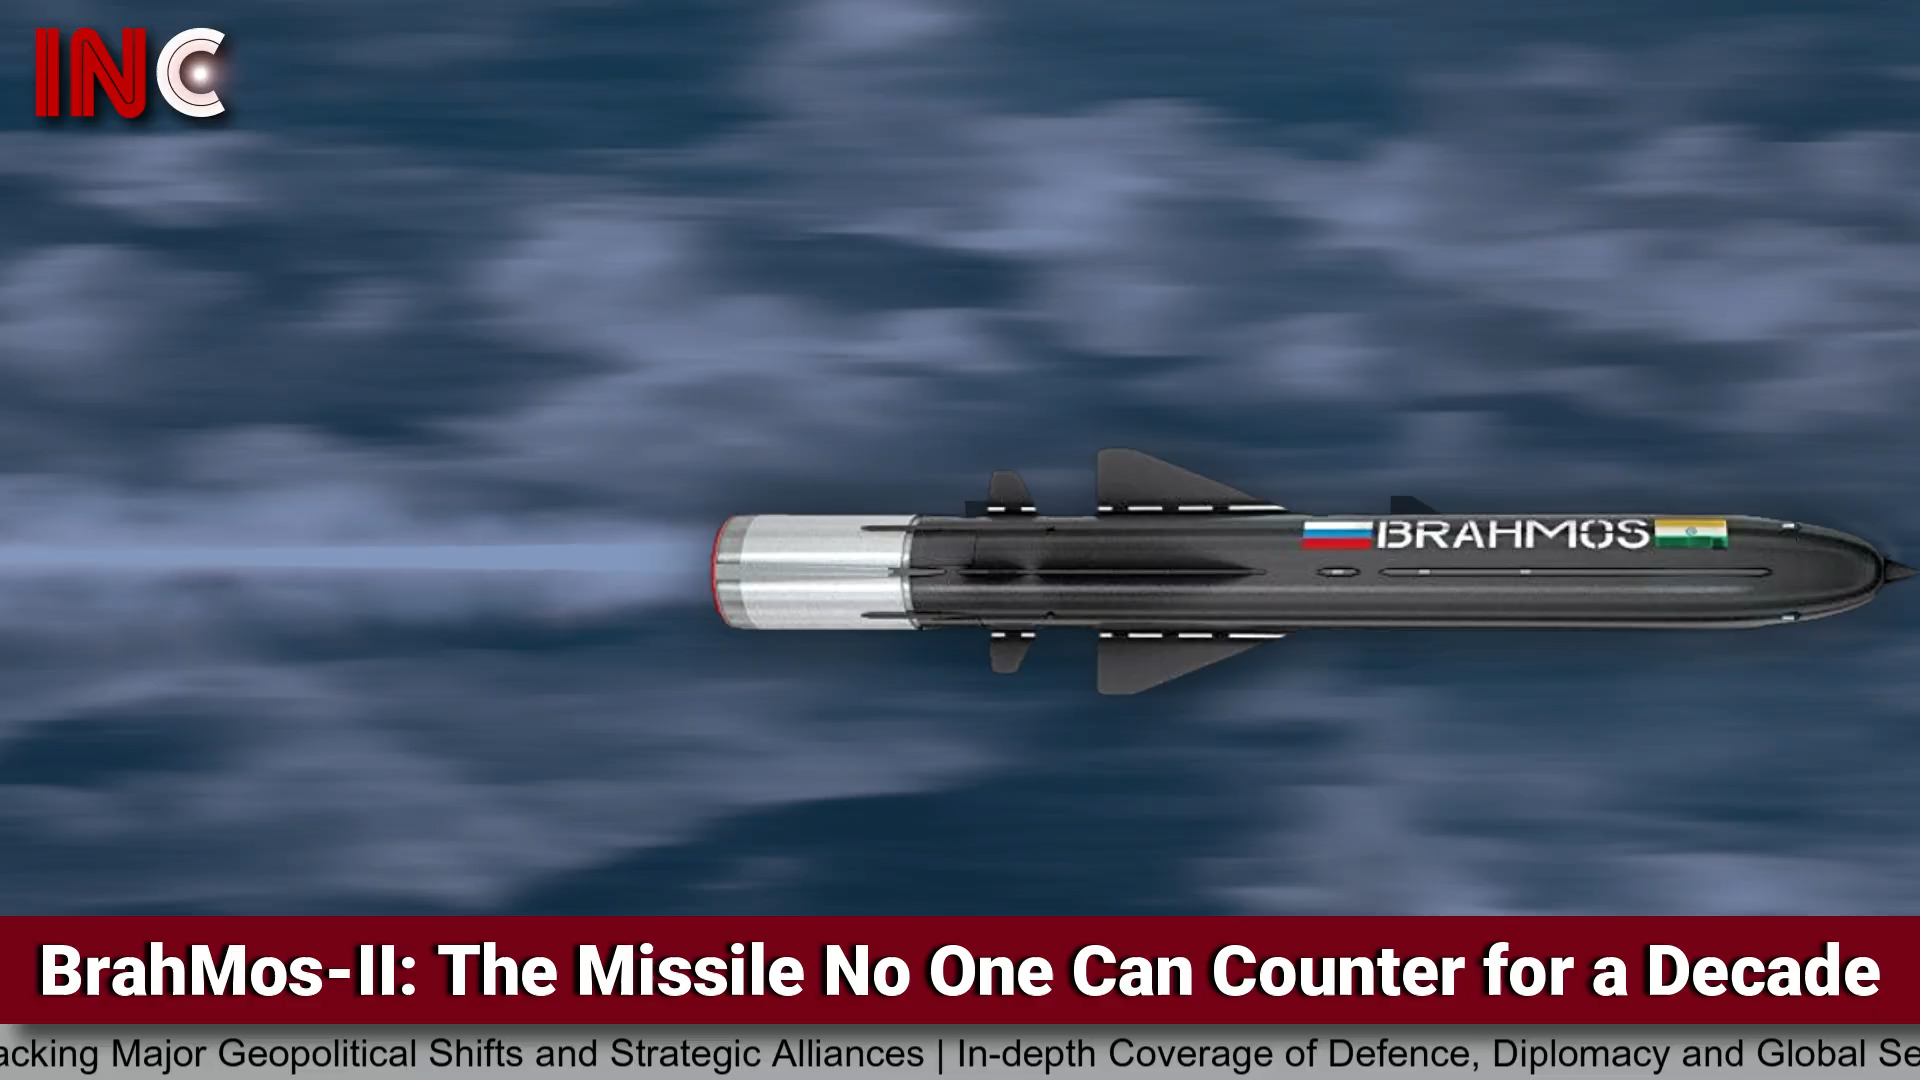 INC
BRAHMOS
BrahMos-II: The Missile No One Can Counter for a Decade
acking Major Geopolitical Shifts and Strategic Alliances | In-depth Coverage of Defence, Diplomacy and Global Se